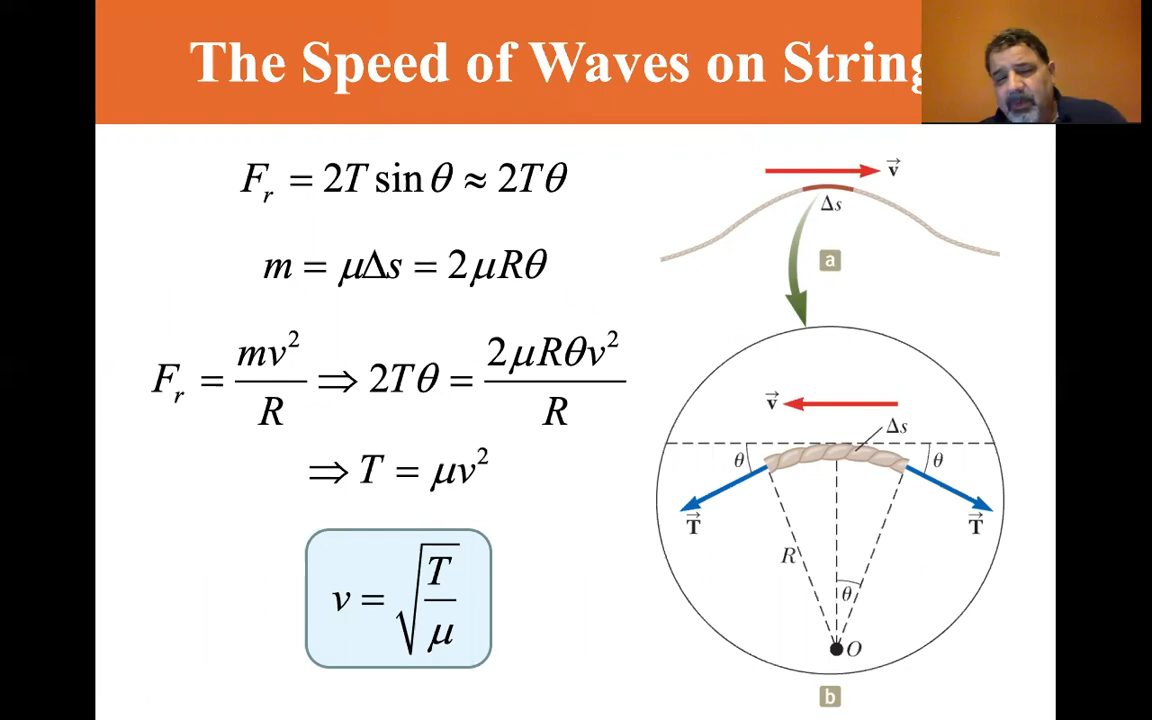 The Speed of Waves on String
F_r = 2T sin θ ≈ 2Tθ
m = μΔs = 2μRθ
F_r = mv²/R ⇒ 2Tθ = 2μRθv²/R
⇒ T = μv²
v = √(T/μ)
v⃗
Δs
a
v⃗
Δs
θ
θ
T⃗
T⃗
R
θ
O
b